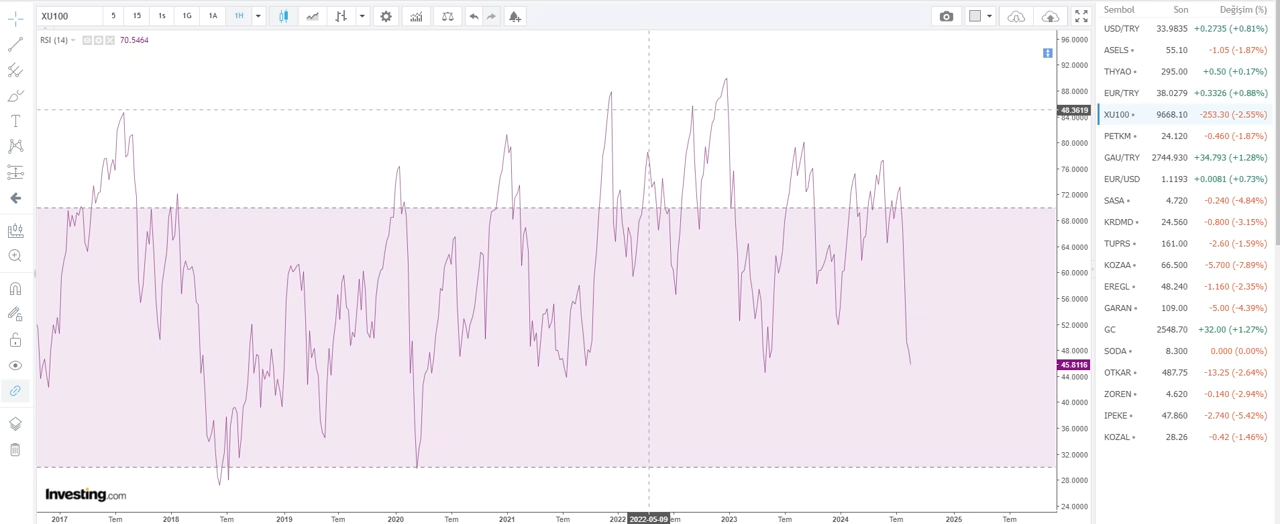 XU100 5 15 1s 1G 1A 1H
RSI (14) 70.5464
96.0000
92.0000
88.0000
48.3619
84.0000
80.0000
76.0000
72.0000
68.0000
64.0000
60.0000
56.0000
52.0000
48.0000
45.8116
44.0000
40.0000
36.0000
32.0000
28.0000
24.0000
Investing.com
2017 Tem 2018 Tem 2019 Tem 2020 Tem 2021 Tem 2022 2022-05-09 em 2023 Tem 2024 Tem 2025 Tem
Sembol Son Değişim (%)
USD/TRY 33.9835 +0.2735 (+0.81%)
ASELS 55.10 -1.05 (-1.87%)
THYAO 295.00 +0.50 (+0.17%)
EUR/TRY 38.0279 +0.3326 (+0.88%)
XU100 9668.10 -253.30 (-2.55%)
PETKM 24.120 -0.460 (-1.87%)
GAU/TRY 2744.930 +34.793 (+1.28%)
EUR/USD 1.1193 +0.0081 (+0.73%)
SASA 4.720 -0.240 (-4.84%)
KRDMD 24.560 -0.800 (-3.15%)
TUPRS 161.00 -2.60 (-1.59%)
KOZAA 66.500 -5.700 (-7.89%)
EREGL 48.240 -1.160 (-2.35%)
GARAN 109.00 -5.00 (-4.39%)
GC 2548.70 +32.00 (+1.27%)
SODA 8.300 0.000 (0.00%)
OTKAR 487.75 -13.25 (-2.64%)
ZOREN 4.620 -0.140 (-2.94%)
IPEKE 47.860 -2.740 (-5.42%)
KOZAL 28.26 -0.42 (-1.46%)